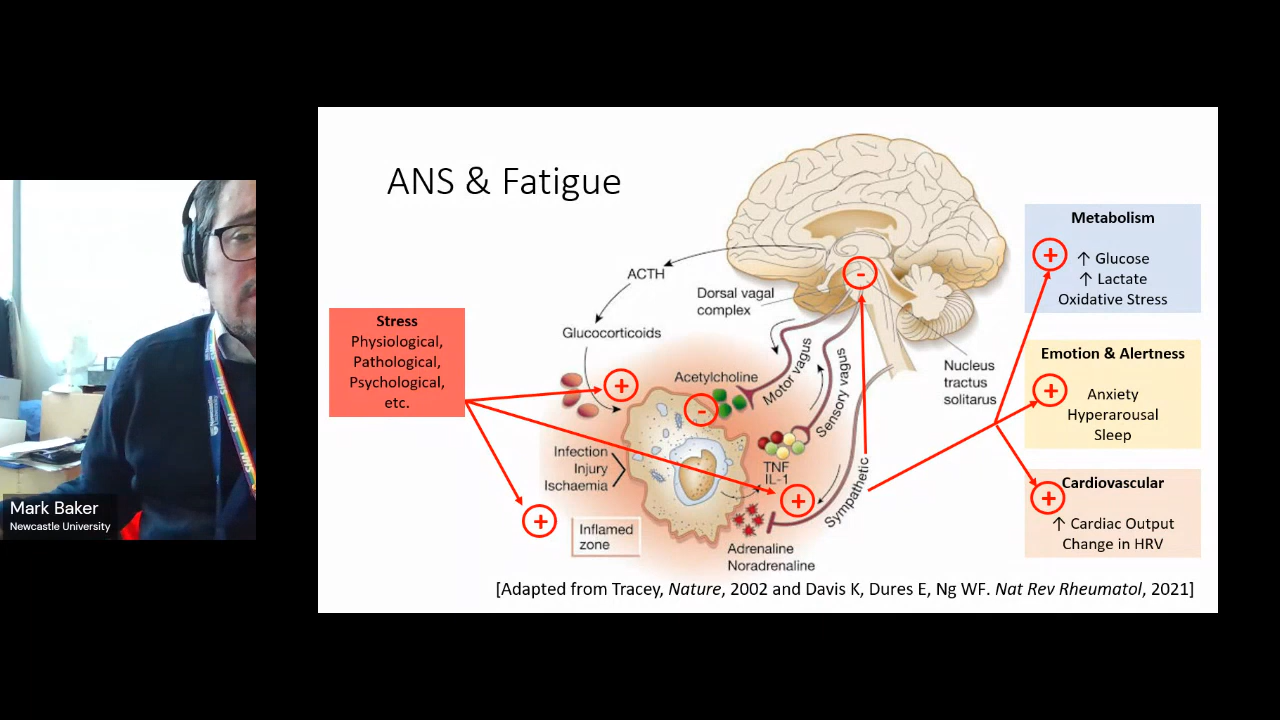 ANS & Fatigue
ACTH
Glucocorticoids
Dorsal vagal
complex
Motor vagus
Sensory vagus
Sympathetic
Nucleus
tractus
solitarus
Acetylcholine
TNF
IL-1
Adrenaline
Noradrenaline
Infection
Injury
Ischaemia
Inflamed
zone
Stress
Physiological,
Pathological,
Psychological,
etc.
+
+
+
-
-
Metabolism
+
↑ Glucose
↑ Lactate
Oxidative Stress
Emotion & Alertness
+
Anxiety
Hyperarousal
Sleep
Cardiovascular
+
↑ Cardiac Output
Change in HRV
[Adapted from Tracey, Nature, 2002 and Davis K, Dures E, Ng WF. Nat Rev Rheumatol, 2021]
Mark Baker
Newcastle University